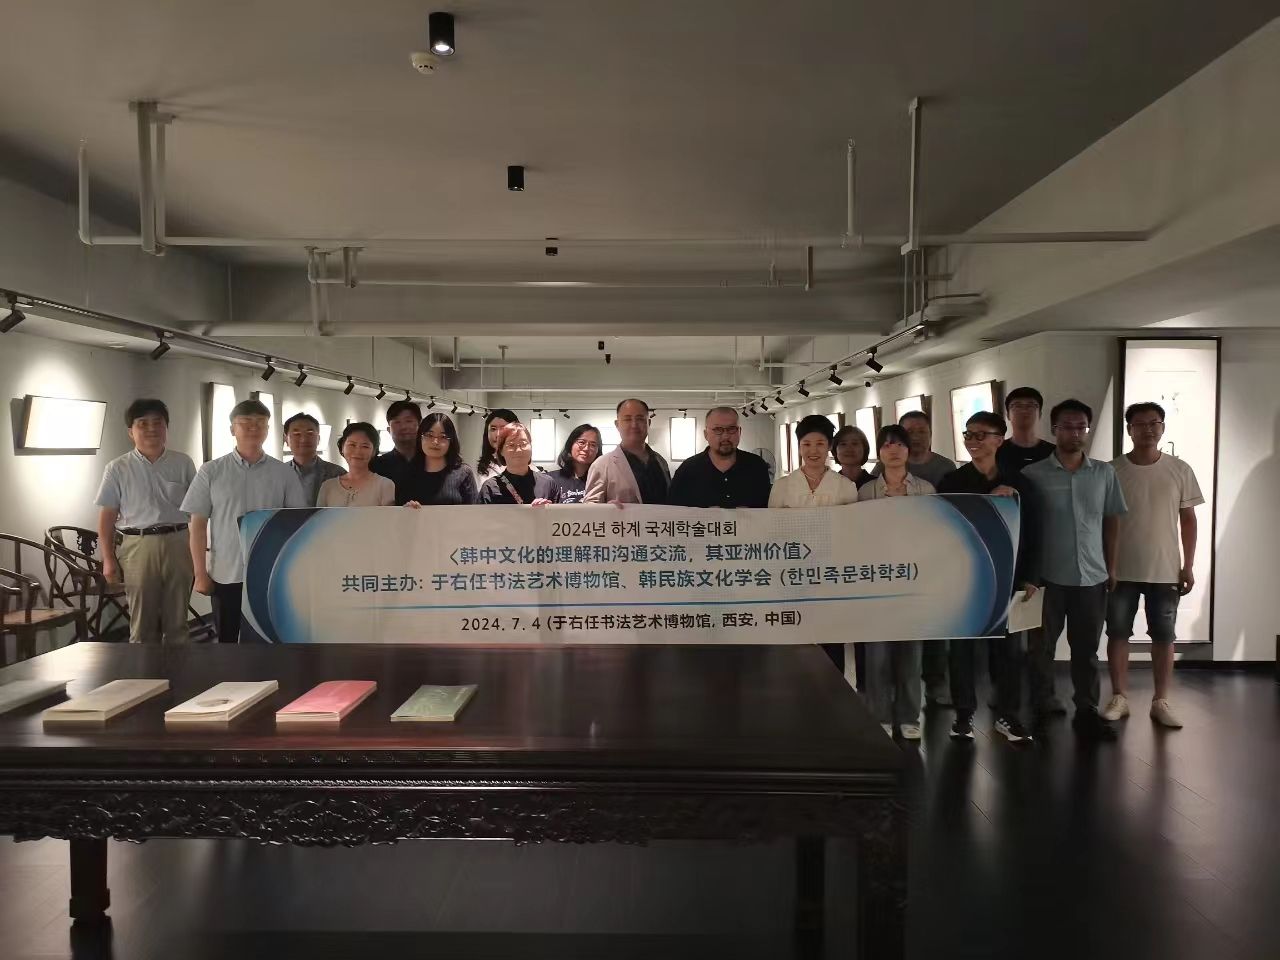 2024년 하계 국제학술대회
〈韩中文化的理解和沟通交流，其亚洲价值〉
共同主办: 于右任书法艺术博物馆、韩民族文化学会 (한민족문화학회)
2024. 7. 4 (于右任书法艺术博物馆, 西安, 中国)